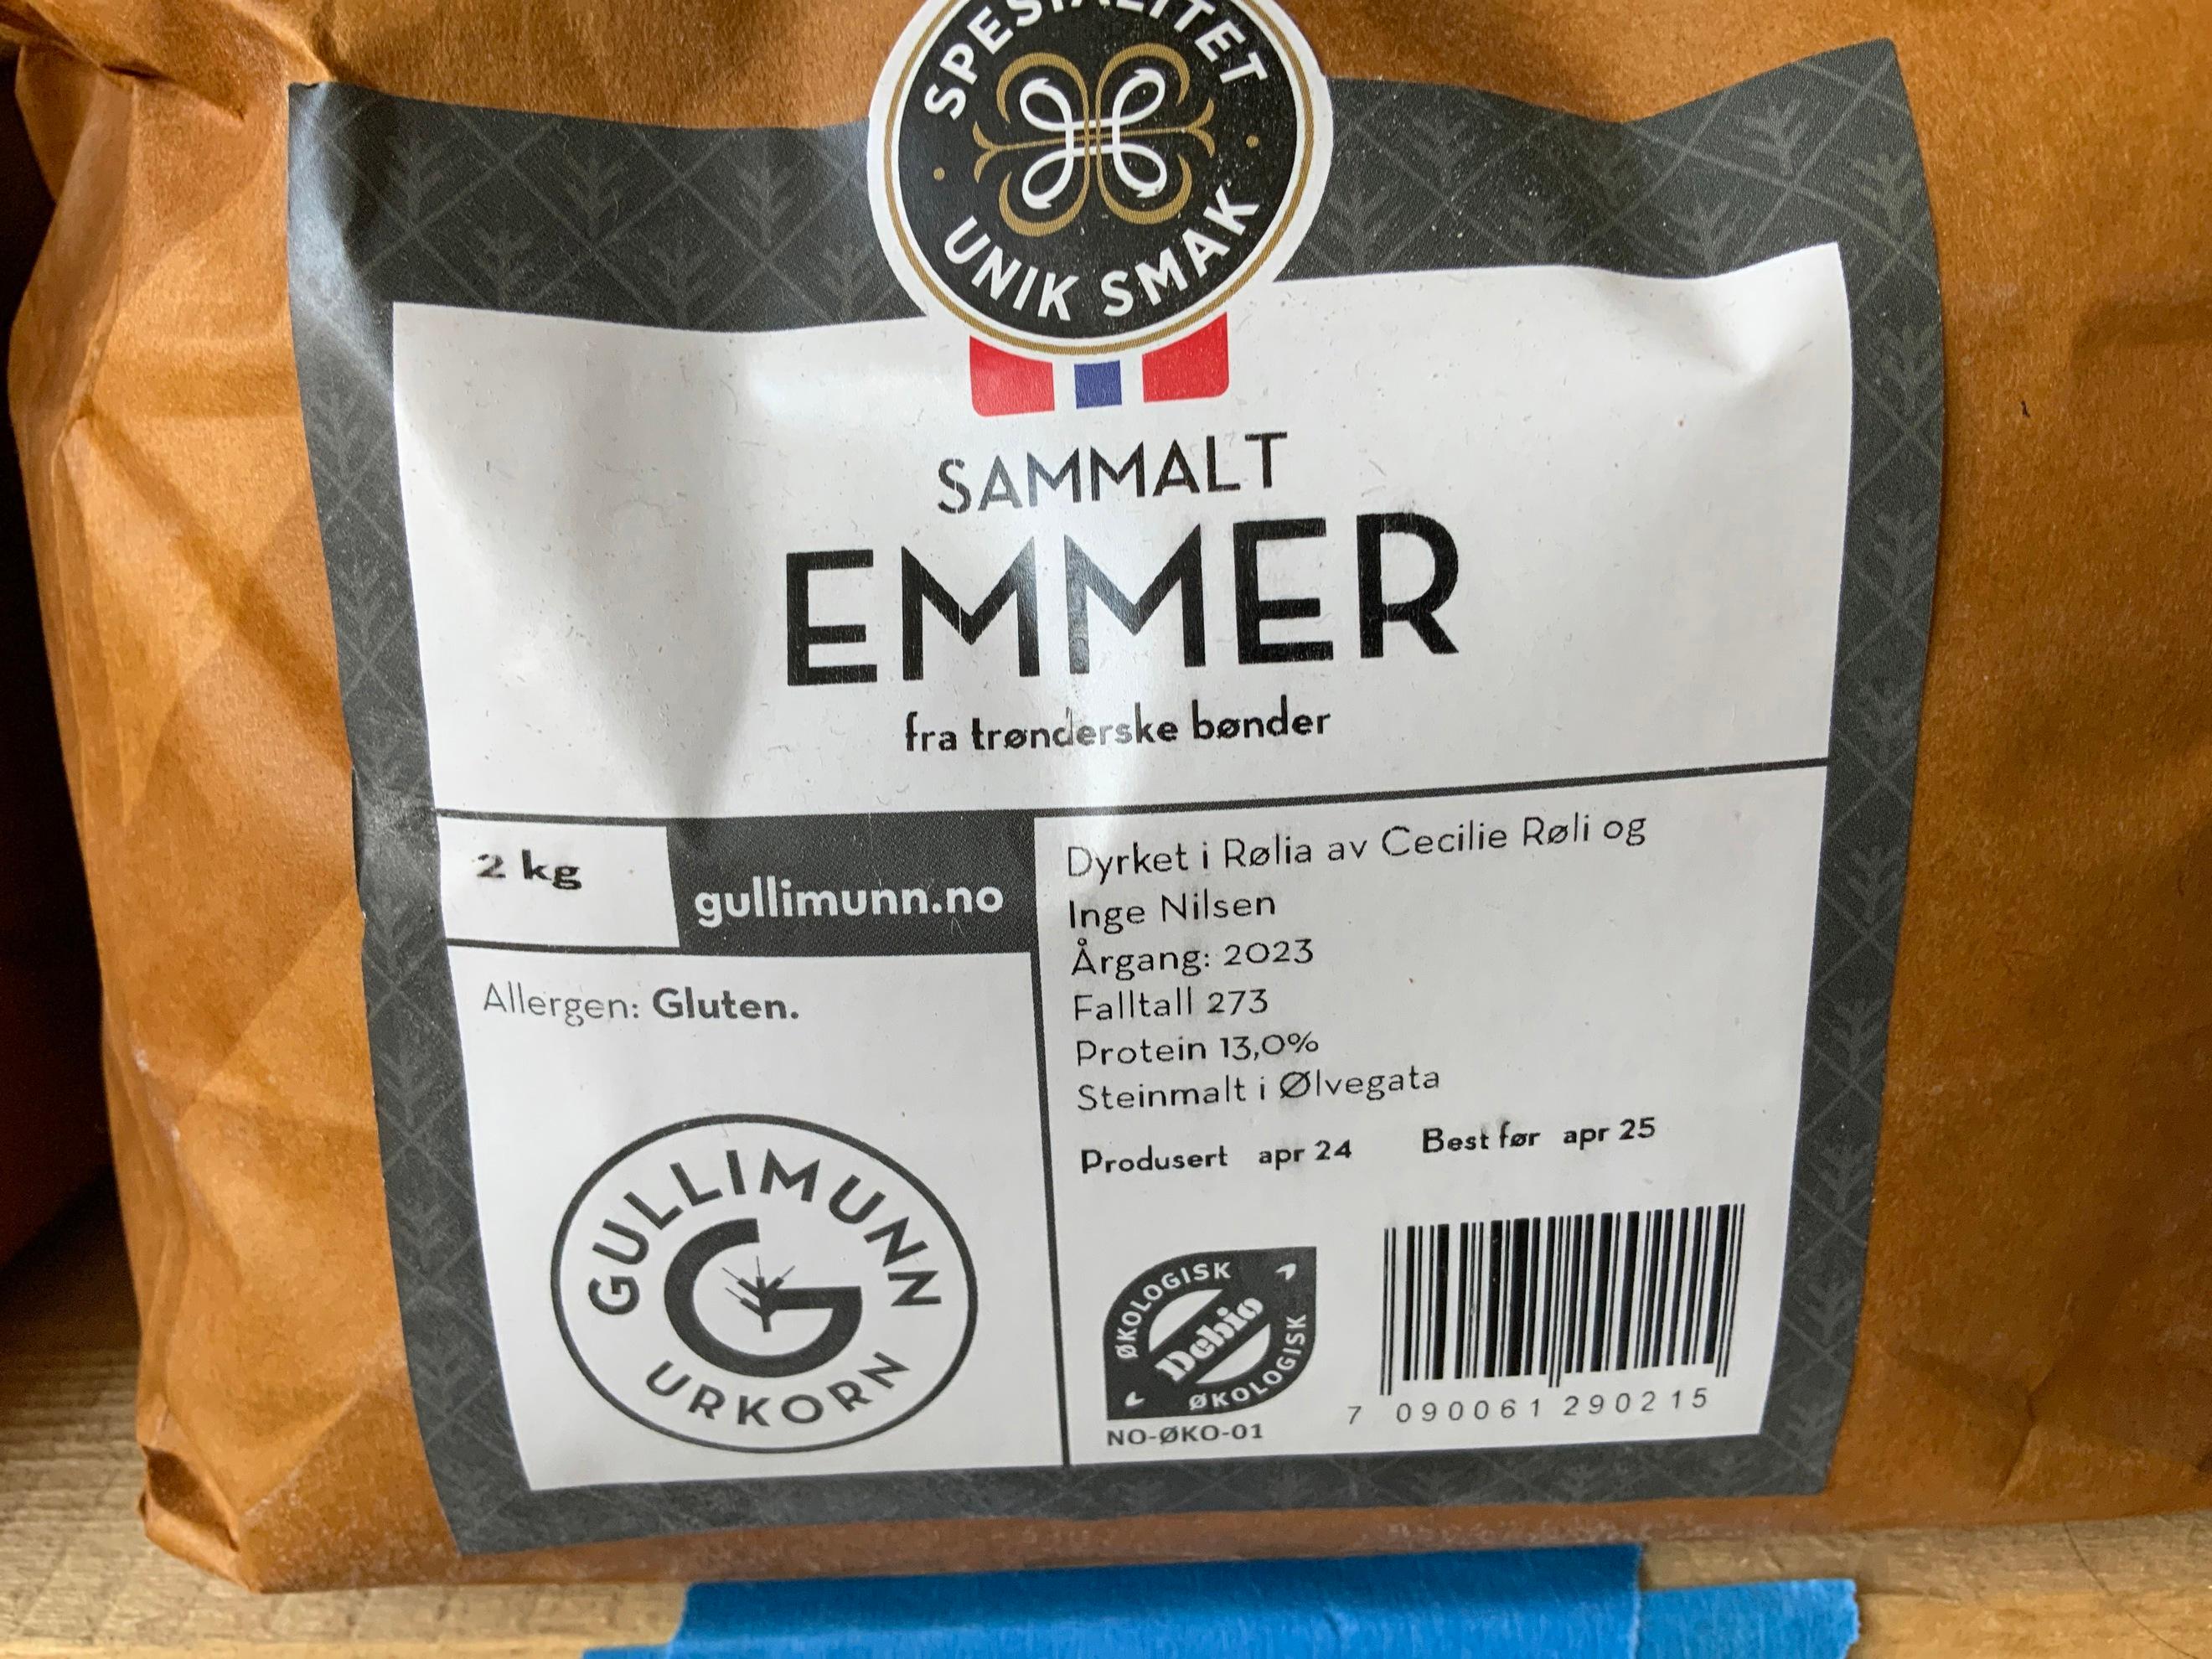 SPESIALITET
UNIK SMAK
SAMMALT
EMMER
fra trønderske bønder
2 kg
gullimunn.no
Allergen: Gluten.
GULLIMUNN
G
URKORN
Dyrket i Rølia av Cecilie Røli og
Inge Nilsen
Årgang: 2023
Falltall 273
Protein 13,0%
Steinmalt i Ølvegata
Produsert apr 24 Best før apr 25
ØKOLOGISK
Debio
ØKOLOGISK
NO-ØKO-01
7 090061 290215